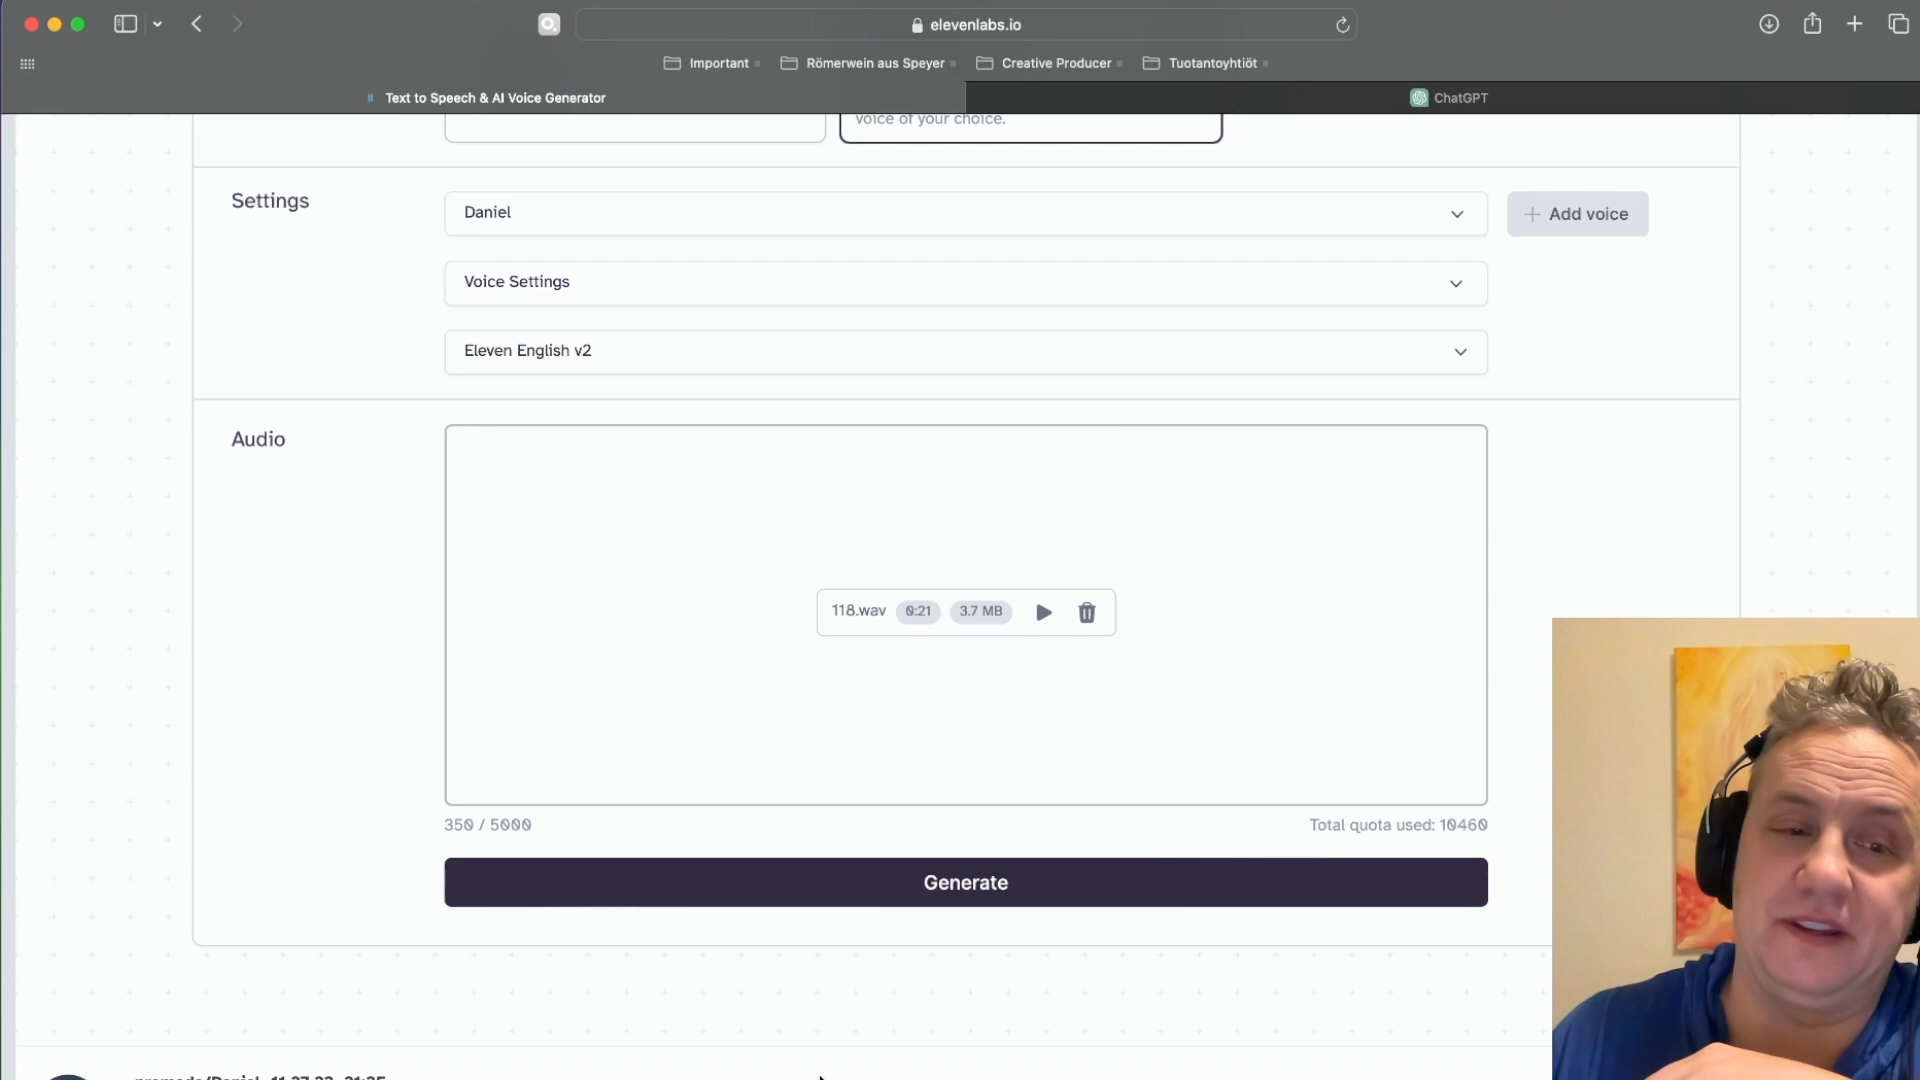 elevenlabs.io
Important
Römerwein aus Speyer
Creative Producer
Tuotantoyhtiöt
Text to Speech & AI Voice Generator
ChatGPT
voice of your choice.
Settings
Daniel
+ Add voice
Voice Settings
Eleven English v2
Audio
118.wav 0:21 3.7 MB
350 / 5000
Total quota used: 10460
Generate